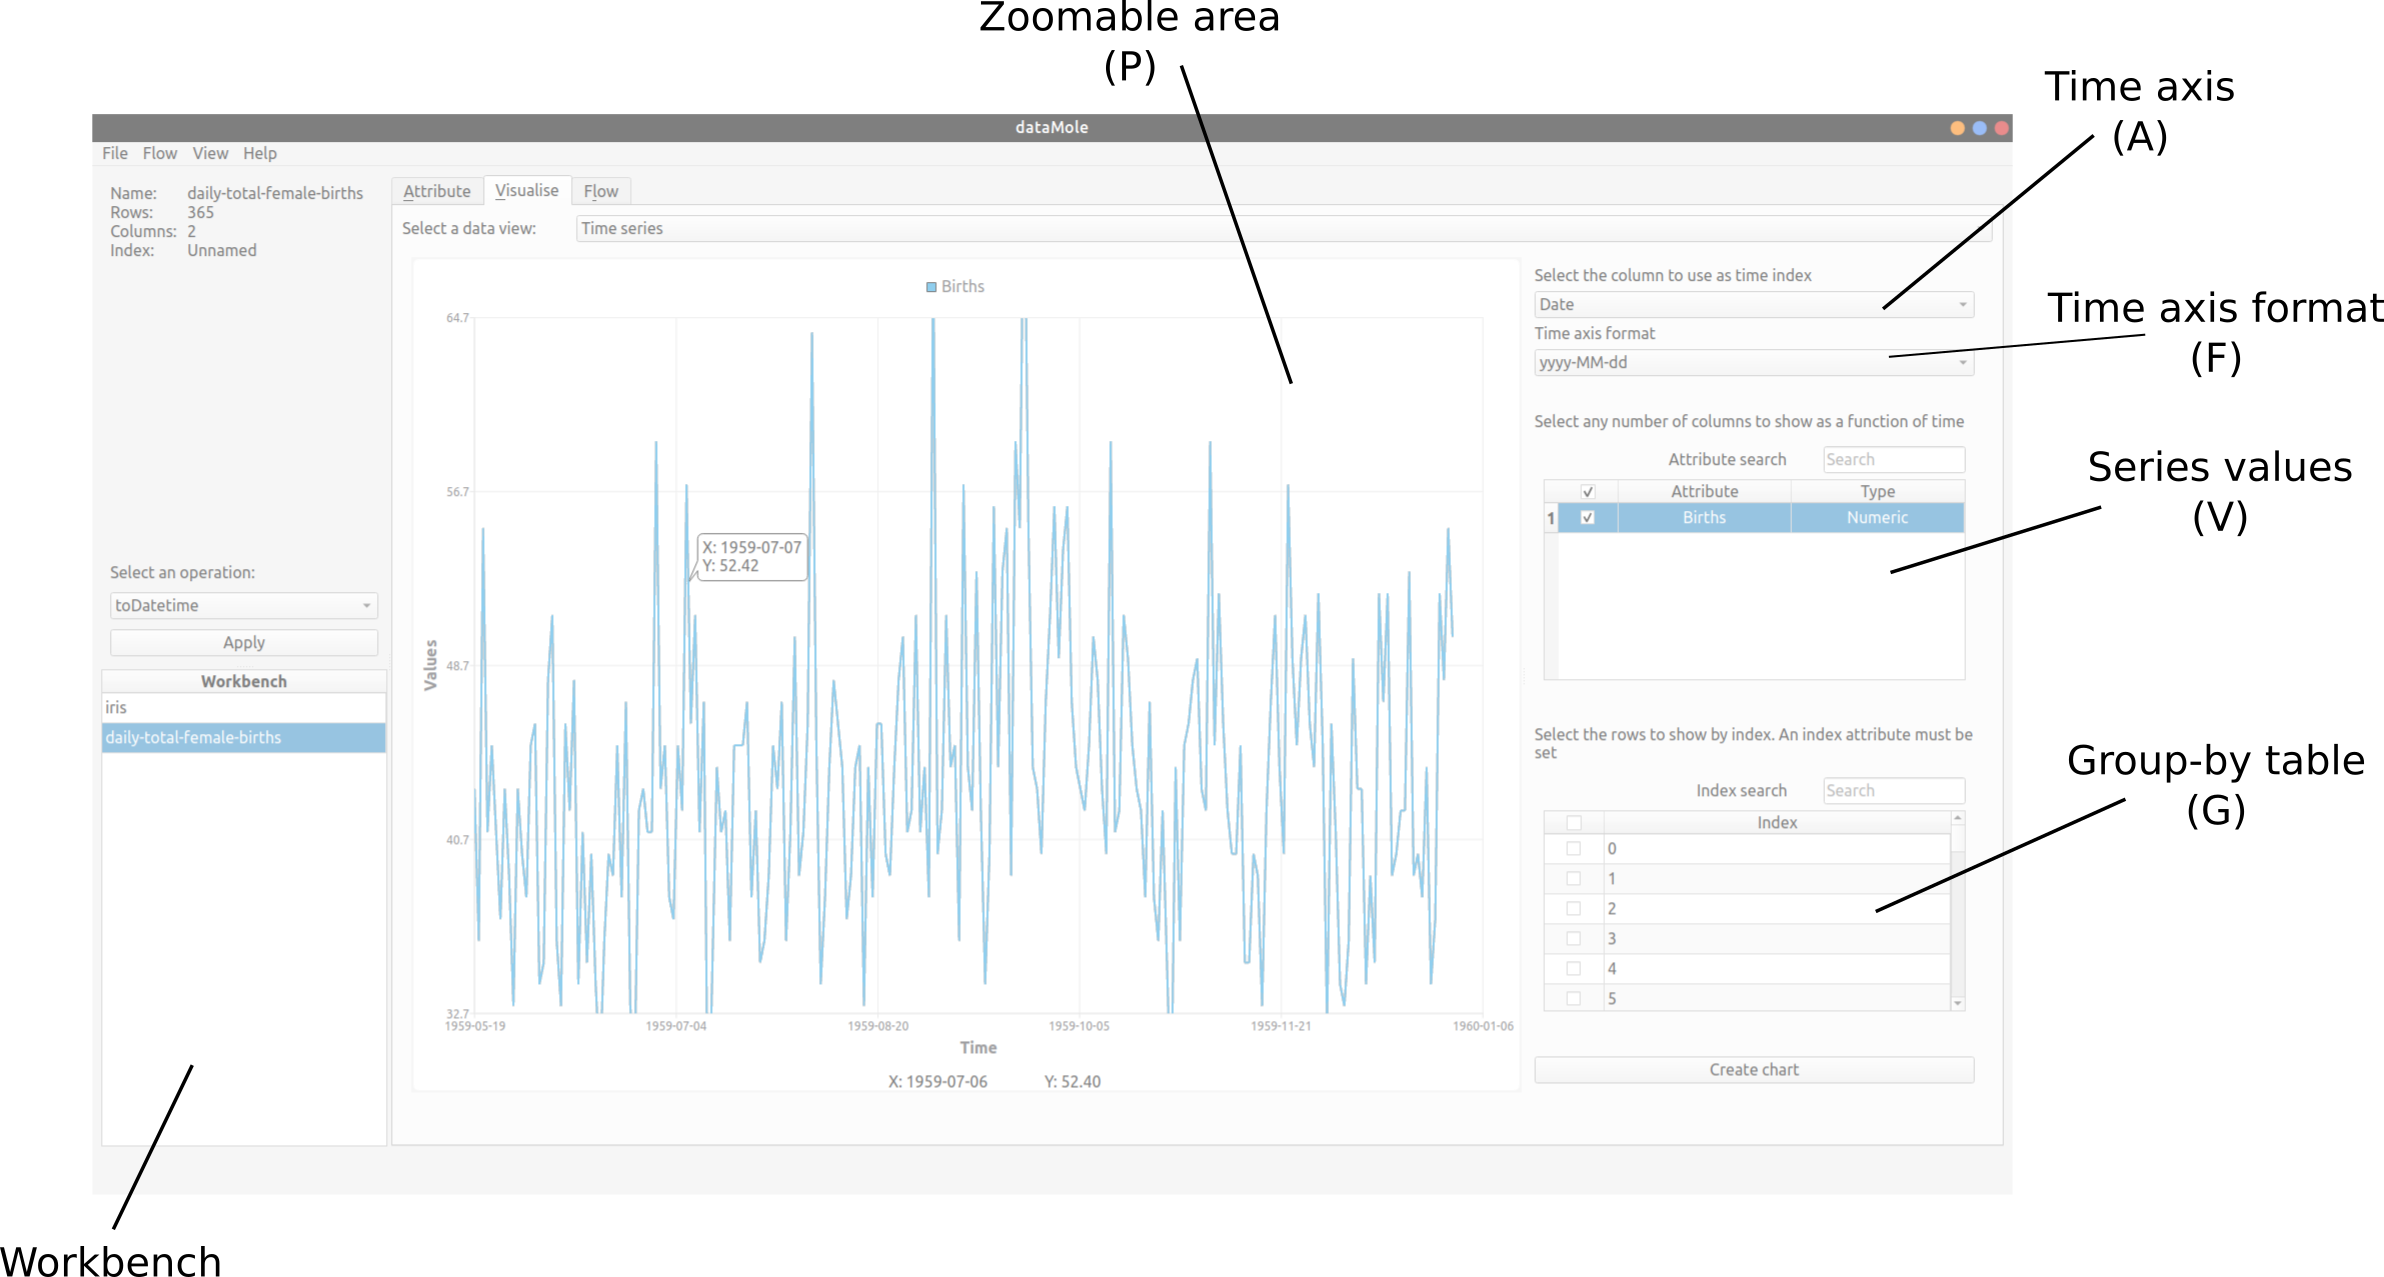 Zoomable area
(P)
Time axis
(A)
Time axis format
(F)
Series values
(V)
Group-by table
(G)
Workbench
dataMole
File Flow View Help
Name: daily-total-female-births
Rows: 365
Columns: 2
Index: Unnamed
Select an operation:
toDatetime
Apply
Workbench
iris
daily-total-female-births
Attribute Visualise Flow
Select a data view: Time series
Births
64.7
56.7
48.7
40.7
32.7
Values
X: 1959-07-07
Y: 52.42
1959-05-19 1959-07-04 1959-08-20 1959-10-05 1959-11-21 1960-01-06
Time
X: 1959-07-06 Y: 52.40
Select the column to use as time index
Date
Time axis format
yyyy-MM-dd
Select any number of columns to show as a function of time
Attribute search Search
Attribute Type
1 Births Numeric
Select the rows to show by index. An index attribute must be
set
Index search Search
Index
0
1
2
3
4
5
Create chart